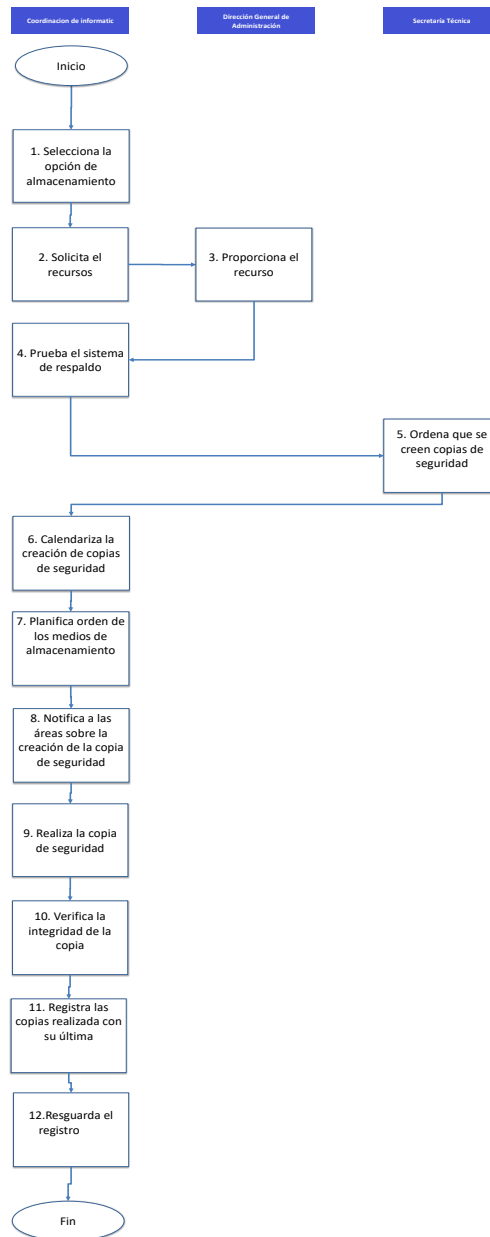 Coordinacion de informatic
Dirección General de
Administración
Secretaría Técnica
Inicio
1. Selecciona la
opción de
almacenamiento
2. Solicita el
recursos
3. Proporciona el
recurso
4. Prueba el sistema
de respaldo
5. Ordena que se
creen copias de
seguridad
6. Calendariza la
creación de copias
de seguridad
7. Planifica orden de
los medios de
almacenamiento
8. Notifica a las
áreas sobre la
creación de la copia
de seguridad
9. Realiza la copia
de seguridad
10. Verifica la
integridad de la
copia
11. Registra las
copias realizada con
su última
12.Resguarda el
registro
Fin